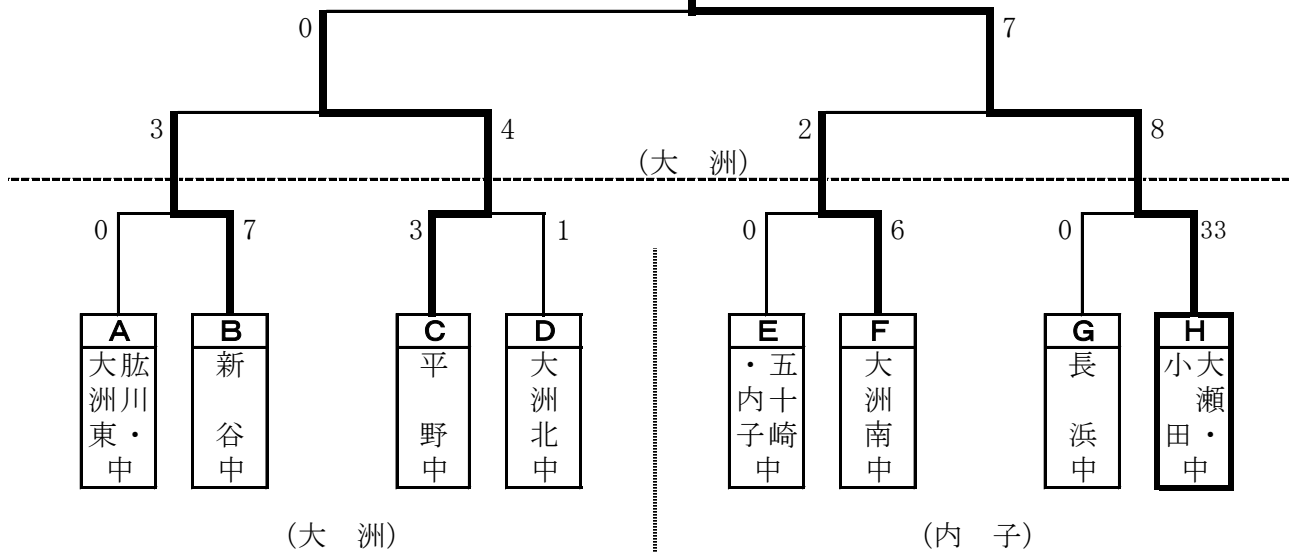 0 7
3 4 2 8
(大 洲)
0 7 3 1 0 6 0 33
A B C D E F G H
肱川・大洲東中
新谷中
平野中
大洲北中
五十崎・内子中
大洲南中
長浜中
大瀬・小田中
(大 洲) (内 子)